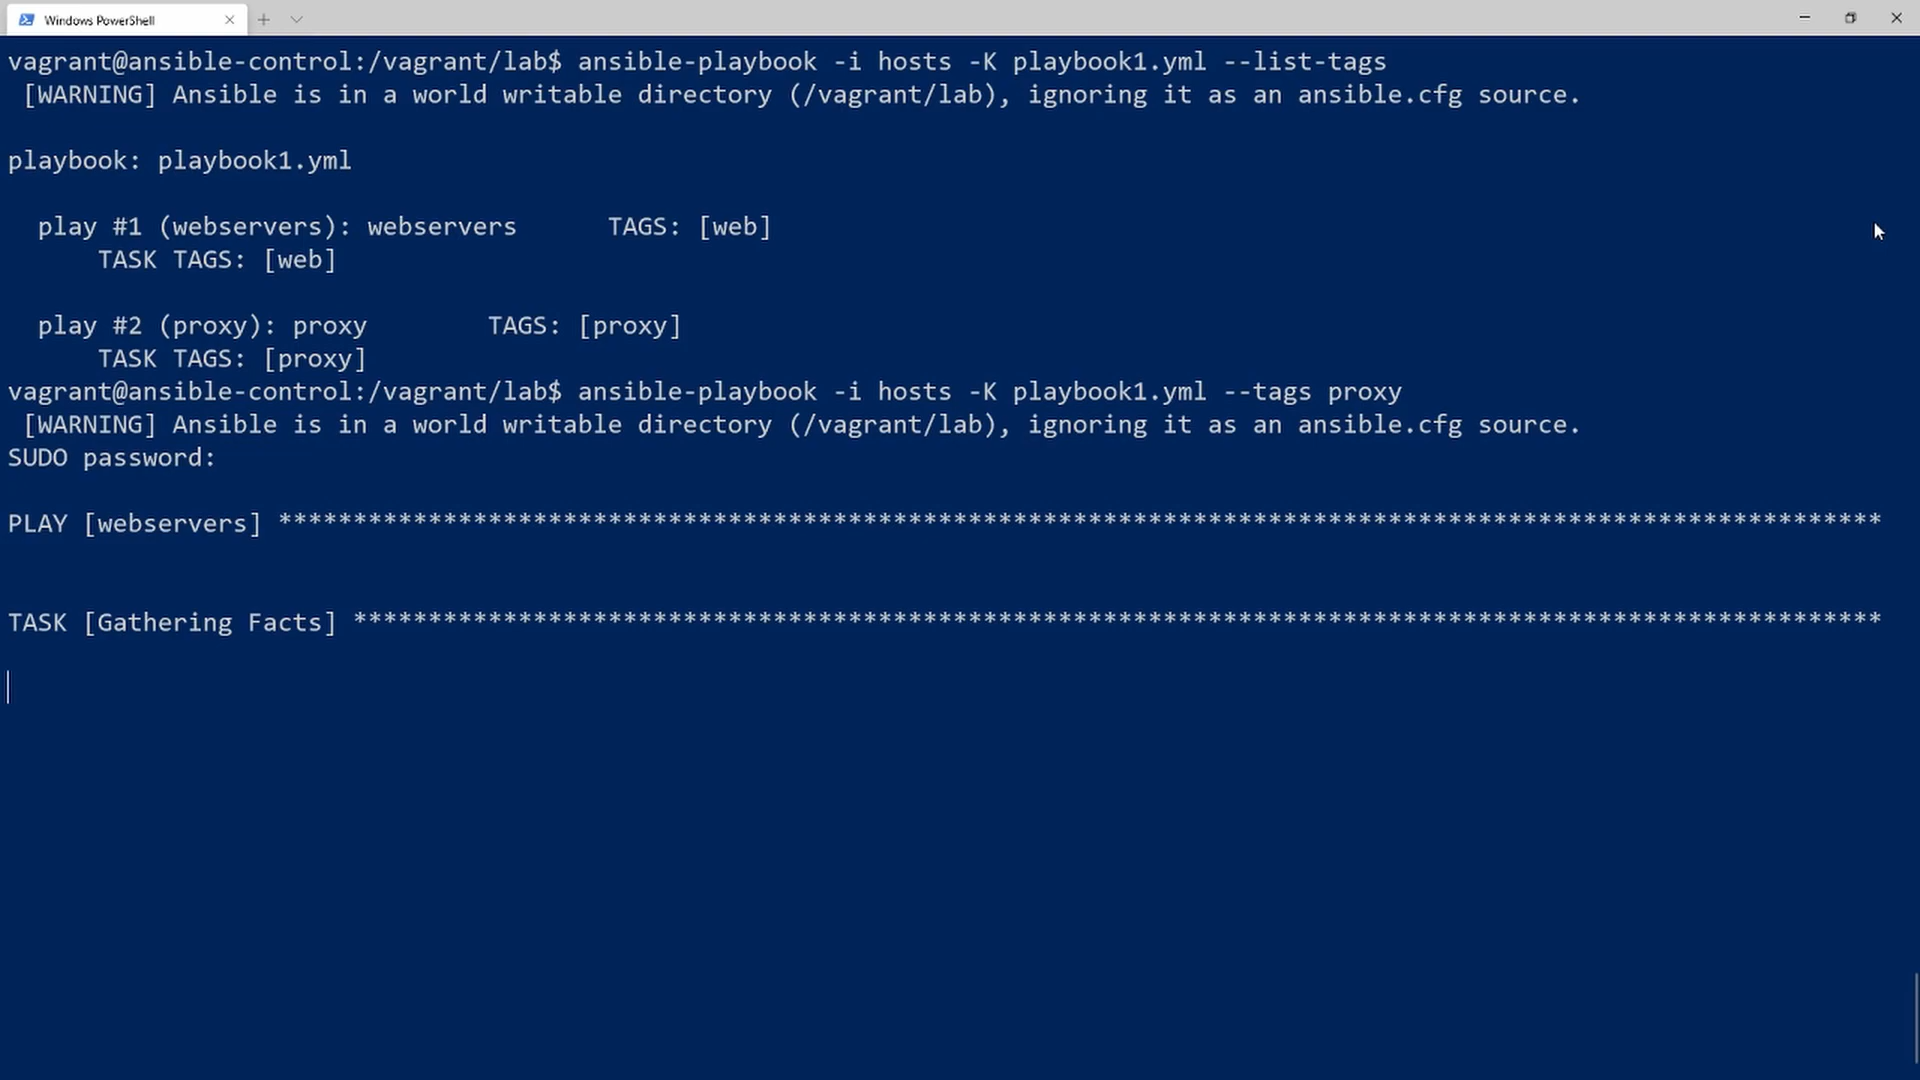 Windows PowerShell
vagrant@ansible-control:/vagrant/lab$ ansible-playbook -i hosts -K playbook1.yml --list-tags
[WARNING] Ansible is in a world writable directory (/vagrant/lab), ignoring it as an ansible.cfg source.
playbook: playbook1.yml
play #1 (webservers): webservers TAGS: [web]
TASK TAGS: [web]
play #2 (proxy): proxy TAGS: [proxy]
TASK TAGS: [proxy]
vagrant@ansible-control:/vagrant/lab$ ansible-playbook -i hosts -K playbook1.yml --tags proxy
[WARNING] Ansible is in a world writable directory (/vagrant/lab), ignoring it as an ansible.cfg source.
SUDO password:
PLAY [webservers] ***********************************************************************************************************
TASK [Gathering Facts] ******************************************************************************************************